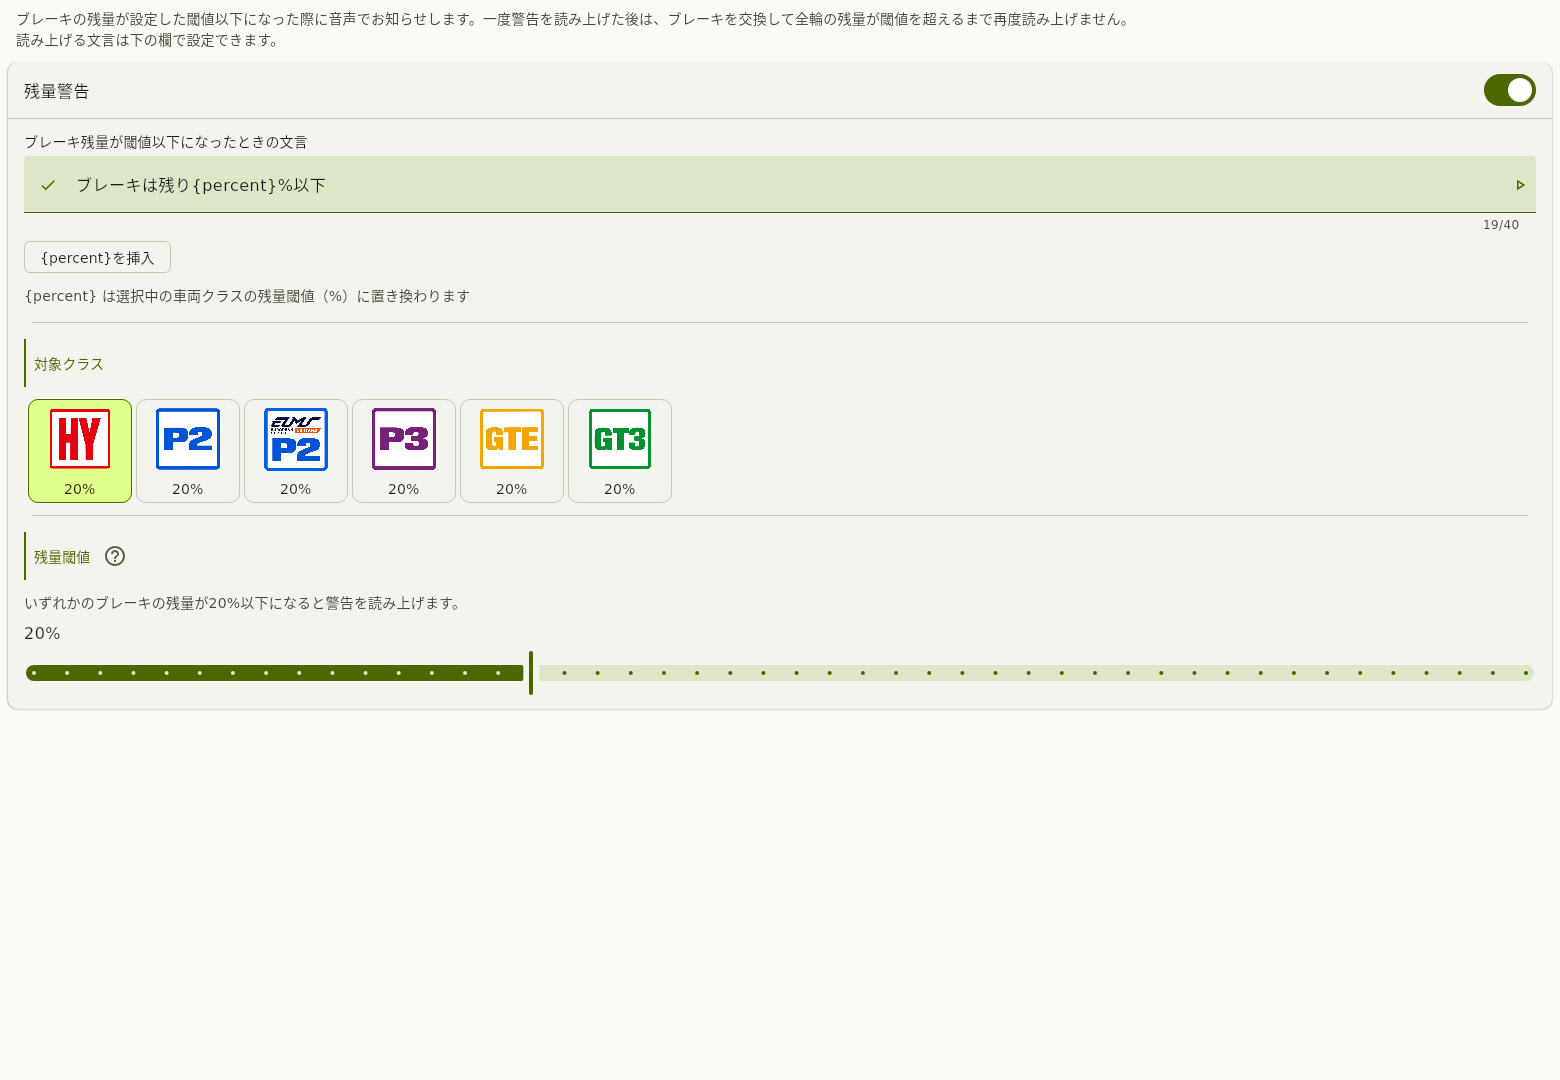 ブレーキの残量が設定した閾値以下になった際に音声でお知らせします。一度警告を読み上げた後は、ブレーキを交換して全輪の残量が閾値を超えるまで再度読み上げません。
読み上げる文言は下の欄で設定できます。
残量警告
ブレーキ残量が閾値以下になったときの文言
ブレーキは残り{percent}%以下
19/40
{percent}を挿入
{percent} は選択中の車両クラスの残量閾値（%）に置き換わります
対象クラス
HY
P2
ELMS
P2
P3
GTE
GT3
20%
20%
20%
20%
20%
20%
残量閾値
いずれかのブレーキの残量が20%以下になると警告を読み上げます。
20%